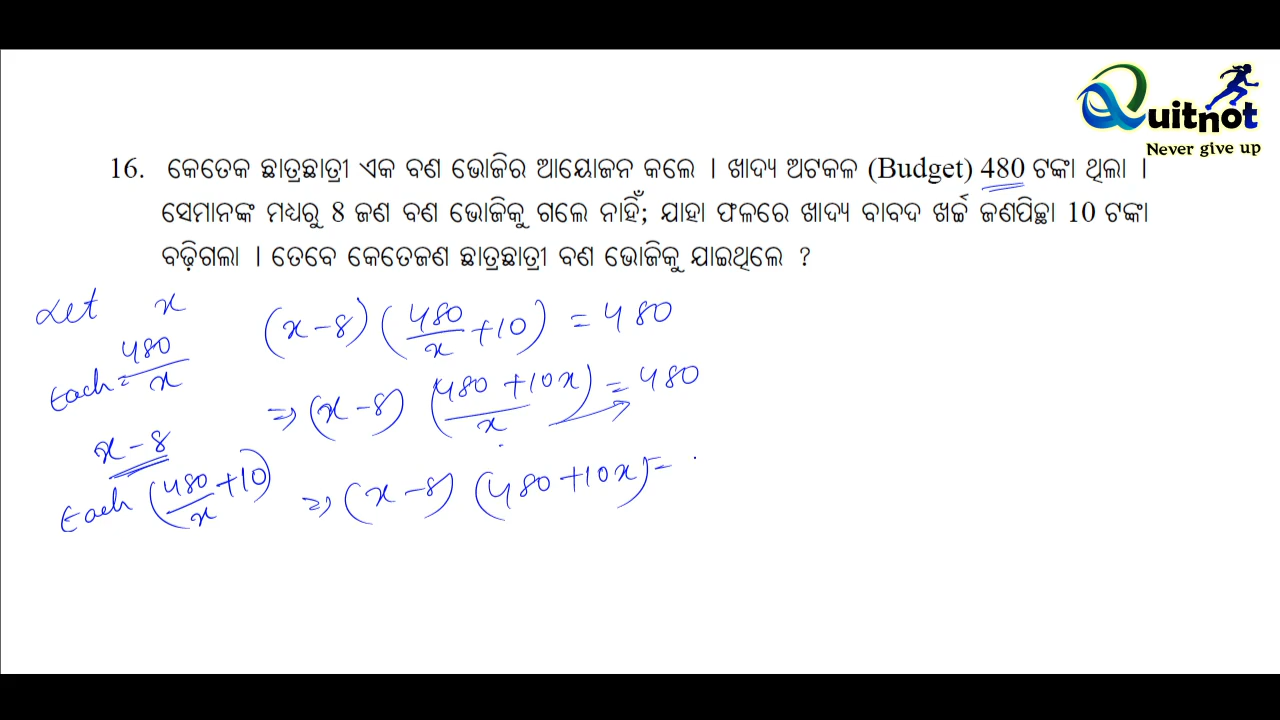 Quitnot
Never give up
16. କେତେକ ଛାତ୍ରଛାତ୍ରୀ ଏକ ବଣ ଭୋଜିର ଆୟୋଜନ କଲେ । ଖାଦ୍ୟ ଅଟକଳ (Budget) 480 ଟଙ୍କା ଥିଲା ।
ସେମାନଙ୍କ ମଧ୍ୟରୁ 8 ଜଣ ବଣ ଭୋଜିକୁ ଗଲେ ନାହିଁ; ଯାହା ଫଳରେ ଖାଦ୍ୟ ବାବଦ ଖର୍ଚ୍ଚ ଜଣପିଚ୍ଛା 10 ଟଙ୍କା
ବଢ଼ିଗଲା । ତେବେ କେତେଜଣ ଛାତ୍ରଛାତ୍ରୀ ବଣ ଭୋଜିକୁ ଯାଇଥିଲେ ?
Let x
Each = 480/x
x - 8
Each (480/x + 10)
(x - 8) (480/x + 10) = 480
⇒ (x - 8) (480 + 10x / x) = 480
⇒ (x - 8) (480 + 10x) =